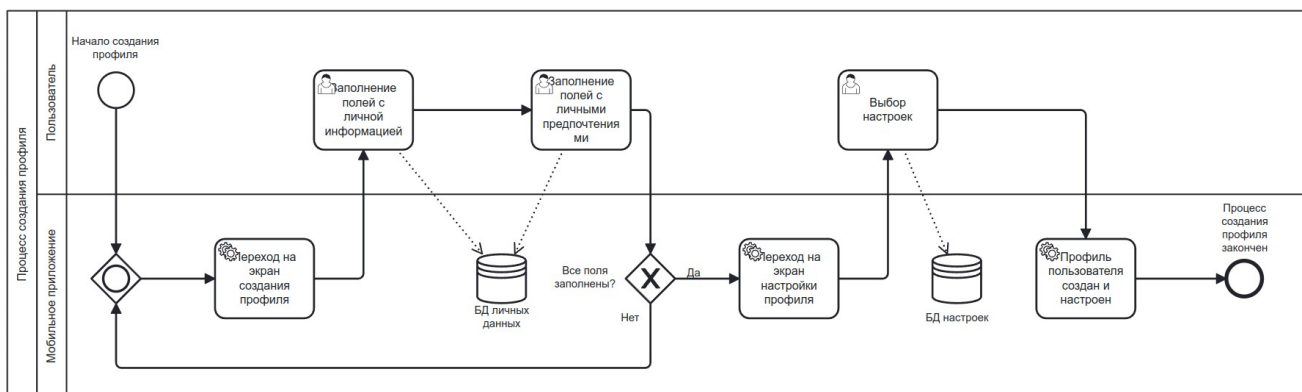 Процесс создания профиля
Пользователь
Начало создания
профиля
Заполнение
полей с
личной
информацией
Заполнение
полей с
личными
предпочтения
ми
Выбор
настроек
Мобильное приложение
Переход на
экран
создания
профиля
БД личных
данных
Все поля
заполнены?
Да
Нет
Переход на
экран
настройки
профиля
БД настроек
Профиль
пользователя
создан и
настроен
Процесс
создания
профиля
закончен